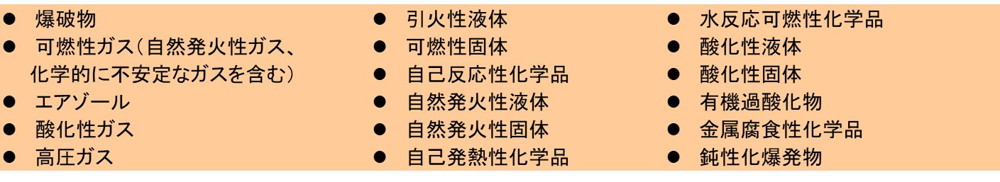 ● 爆破物
● 可燃性ガス（自然発火性ガス、
化学的に不安定なガスを含む）
● エアゾール
● 酸化性ガス
● 高圧ガス
● 引火性液体
● 可燃性固体
● 自己反応性化学品
● 自然発火性液体
● 自然発火性固体
● 自己発熱性化学品
● 水反応可燃性化学品
● 酸化性液体
● 酸化性固体
● 有機過酸化物
● 金属腐食性化学品
● 鈍性化爆発物